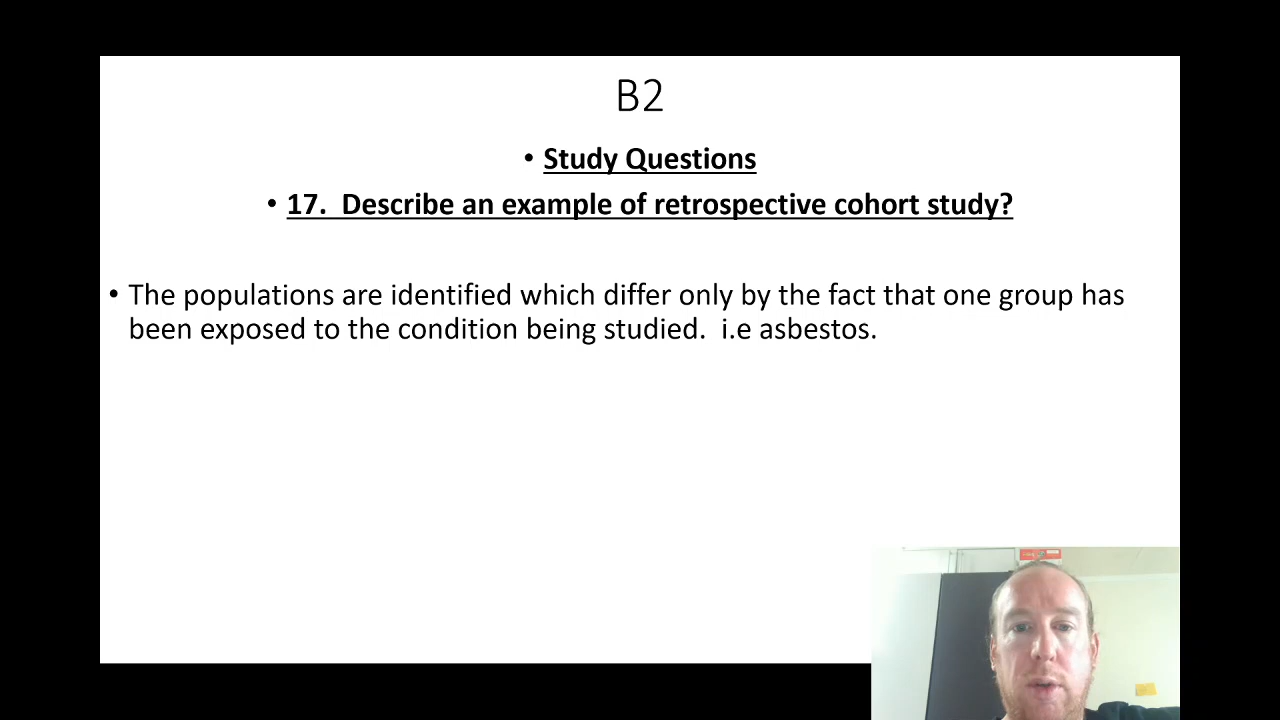 B2
• Study Questions
• 17.  Describe an example of retrospective cohort study?
• The populations are identified which differ only by the fact that one group has
been exposed to the condition being studied.  i.e asbestos.